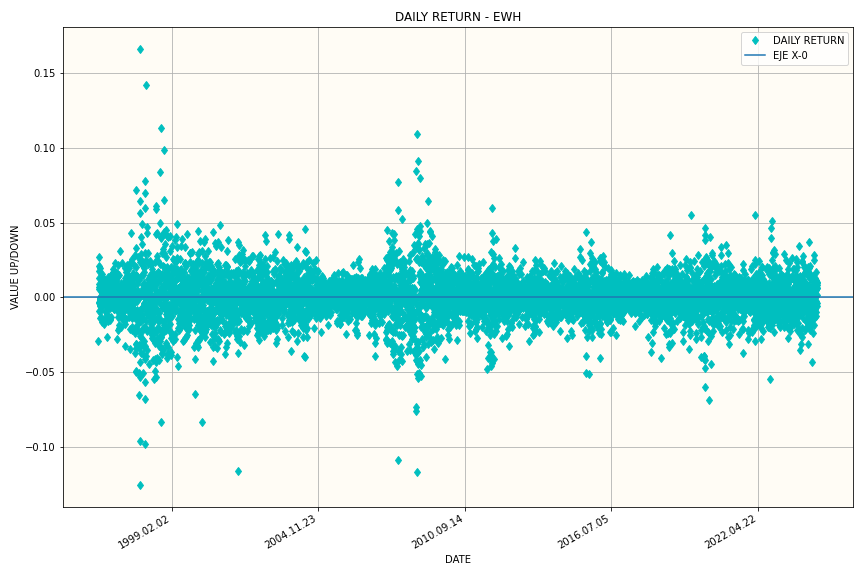 DAILY RETURN - EWH
DAILY RETURN
EJE X-0
VALUE UP/DOWN
0.15
0.10
0.05
0.00
−0.05
−0.10
1999.02.02
2004.11.23
2010.09.14
2016.07.05
2022.04.22
DATE